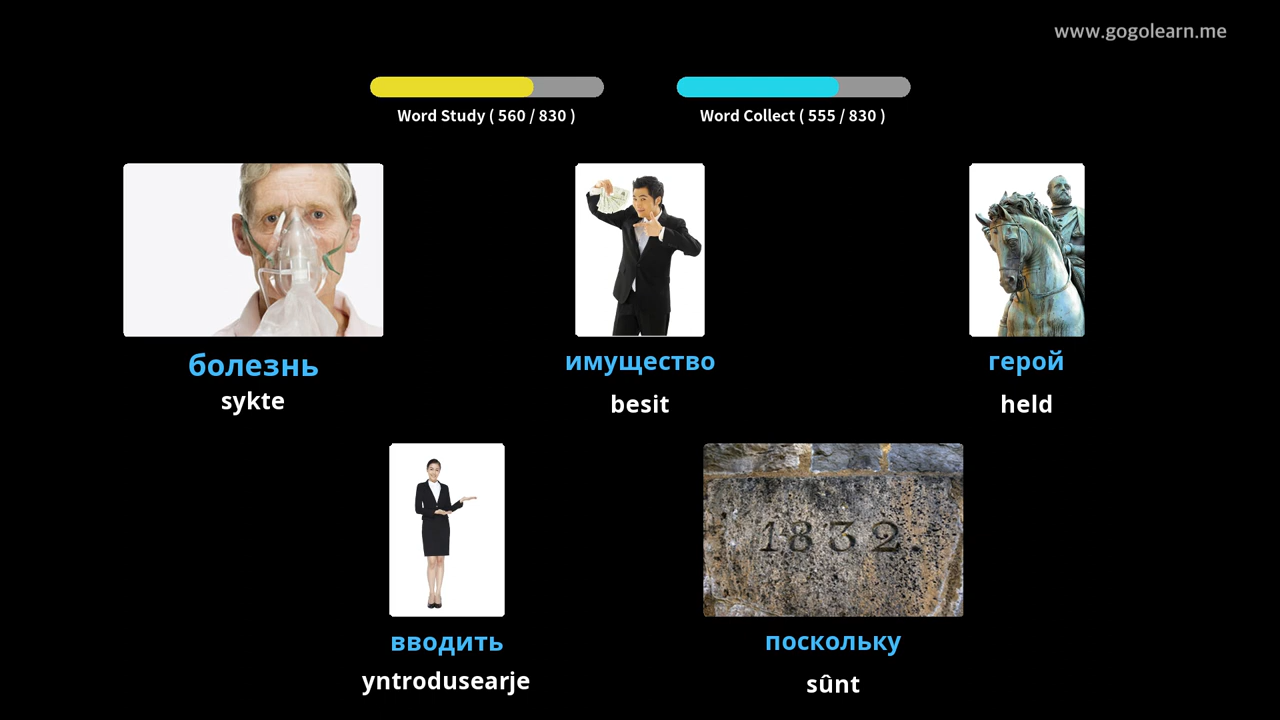 www.gogolearn.me
Word Study ( 560 / 830 )
Word Collect ( 555 / 830 )
болезнь
sykte
имущество
besit
герой
held
1832.
вводить
yntrodusearje
поскольку
sûnt